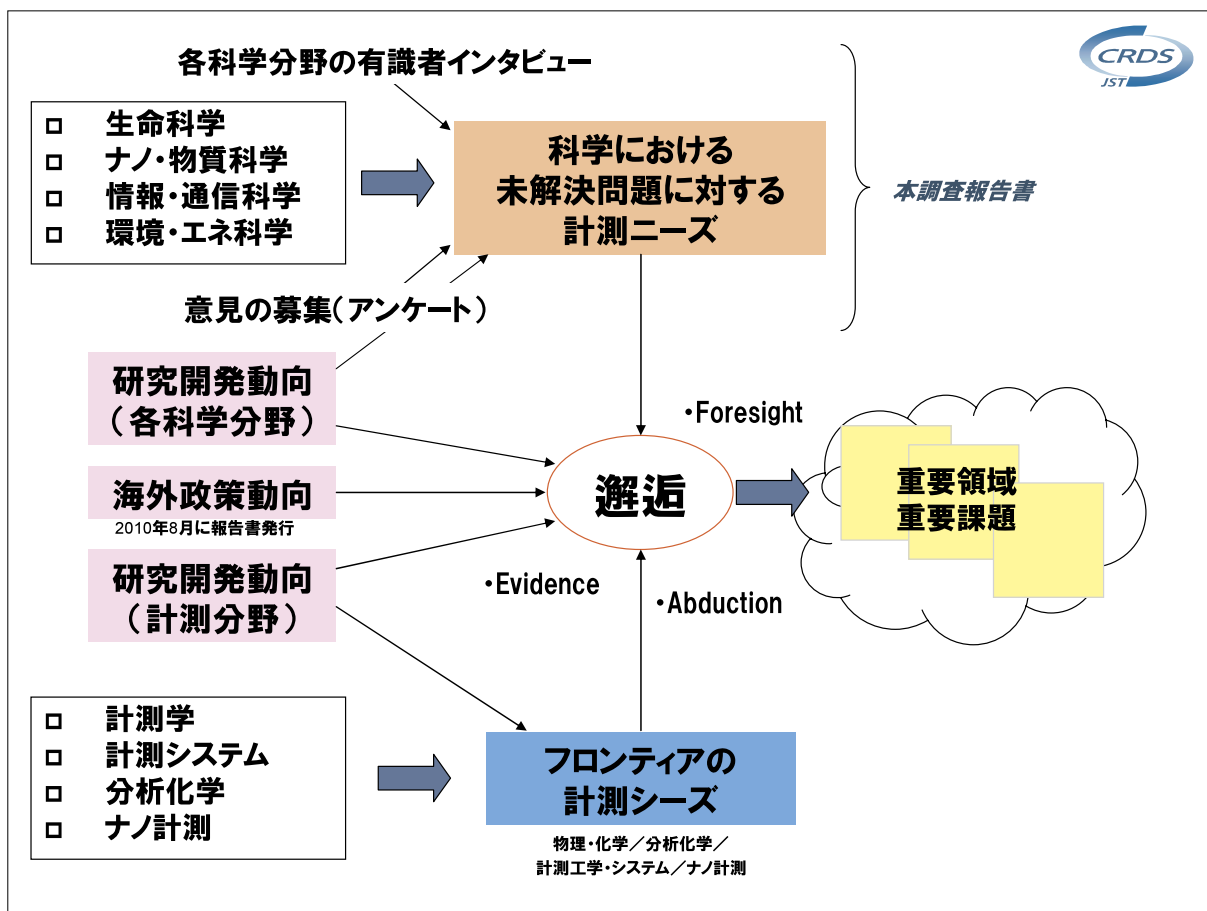 各科学分野の有識者インタビュー
CRDS
JST
□ 生命科学
□ ナノ・物質科学
□ 情報・通信科学
□ 環境・エネ科学
科学における
未解決問題に対する
計測ニーズ
本調査報告書
意見の募集(アンケート)
研究開発動向
(各科学分野)
海外政策動向
2010年8月に報告書発行
研究開発動向
(計測分野)
・Foresight
邂逅
・Evidence
・Abduction
重要領域
重要課題
□ 計測学
□ 計測システム
□ 分析化学
□ ナノ計測
フロンティアの
計測シーズ
物理・化学/分析化学/
計測工学・システム/ナノ計測